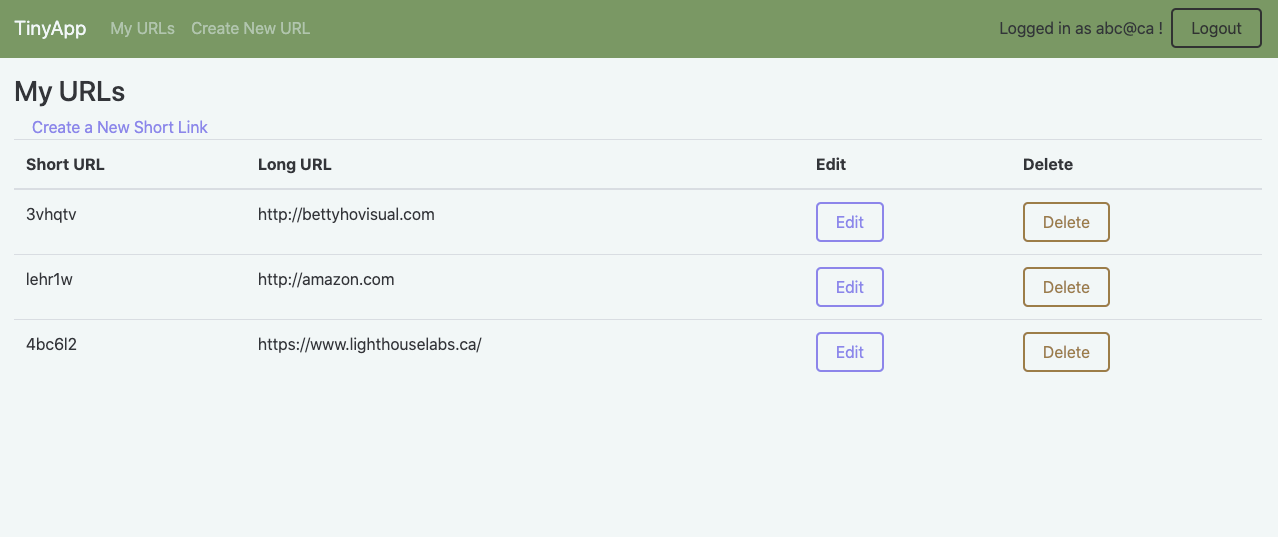 TinyApp My URLs Create New URL Logged in as abc@ca ! Logout
My URLs
Create a New Short Link
Short URL Long URL Edit Delete
3vhqtv http://bettyhovisual.com Edit Delete
lehr1w http://amazon.com Edit Delete
4bc6l2 https://www.lighthouselabs.ca/ Edit Delete